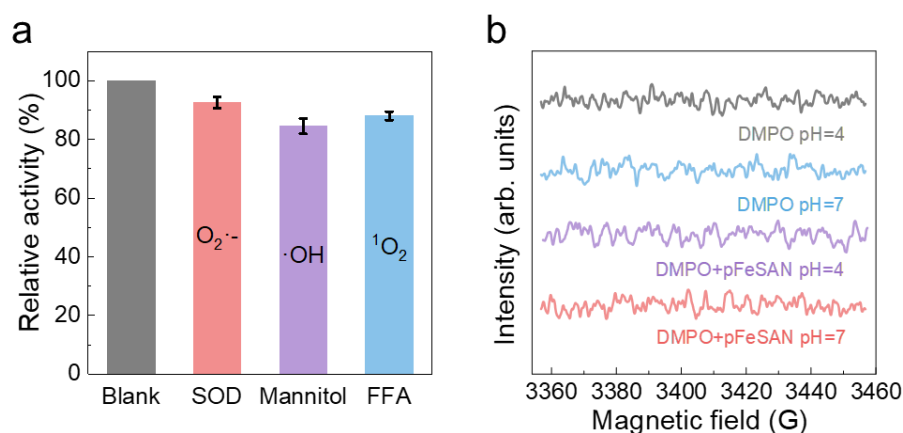 a
Relative activity (%)
100
80
60
40
20
0
O₂·-
·OH
¹O₂
Blank SOD Mannitol FFA
b
Intensity (arb. units)
DMPO pH=4
DMPO pH=7
DMPO+pFeSAN pH=4
DMPO+pFeSAN pH=7
3360 3380 3400 3420 3440 3460
Magnetic field (G)